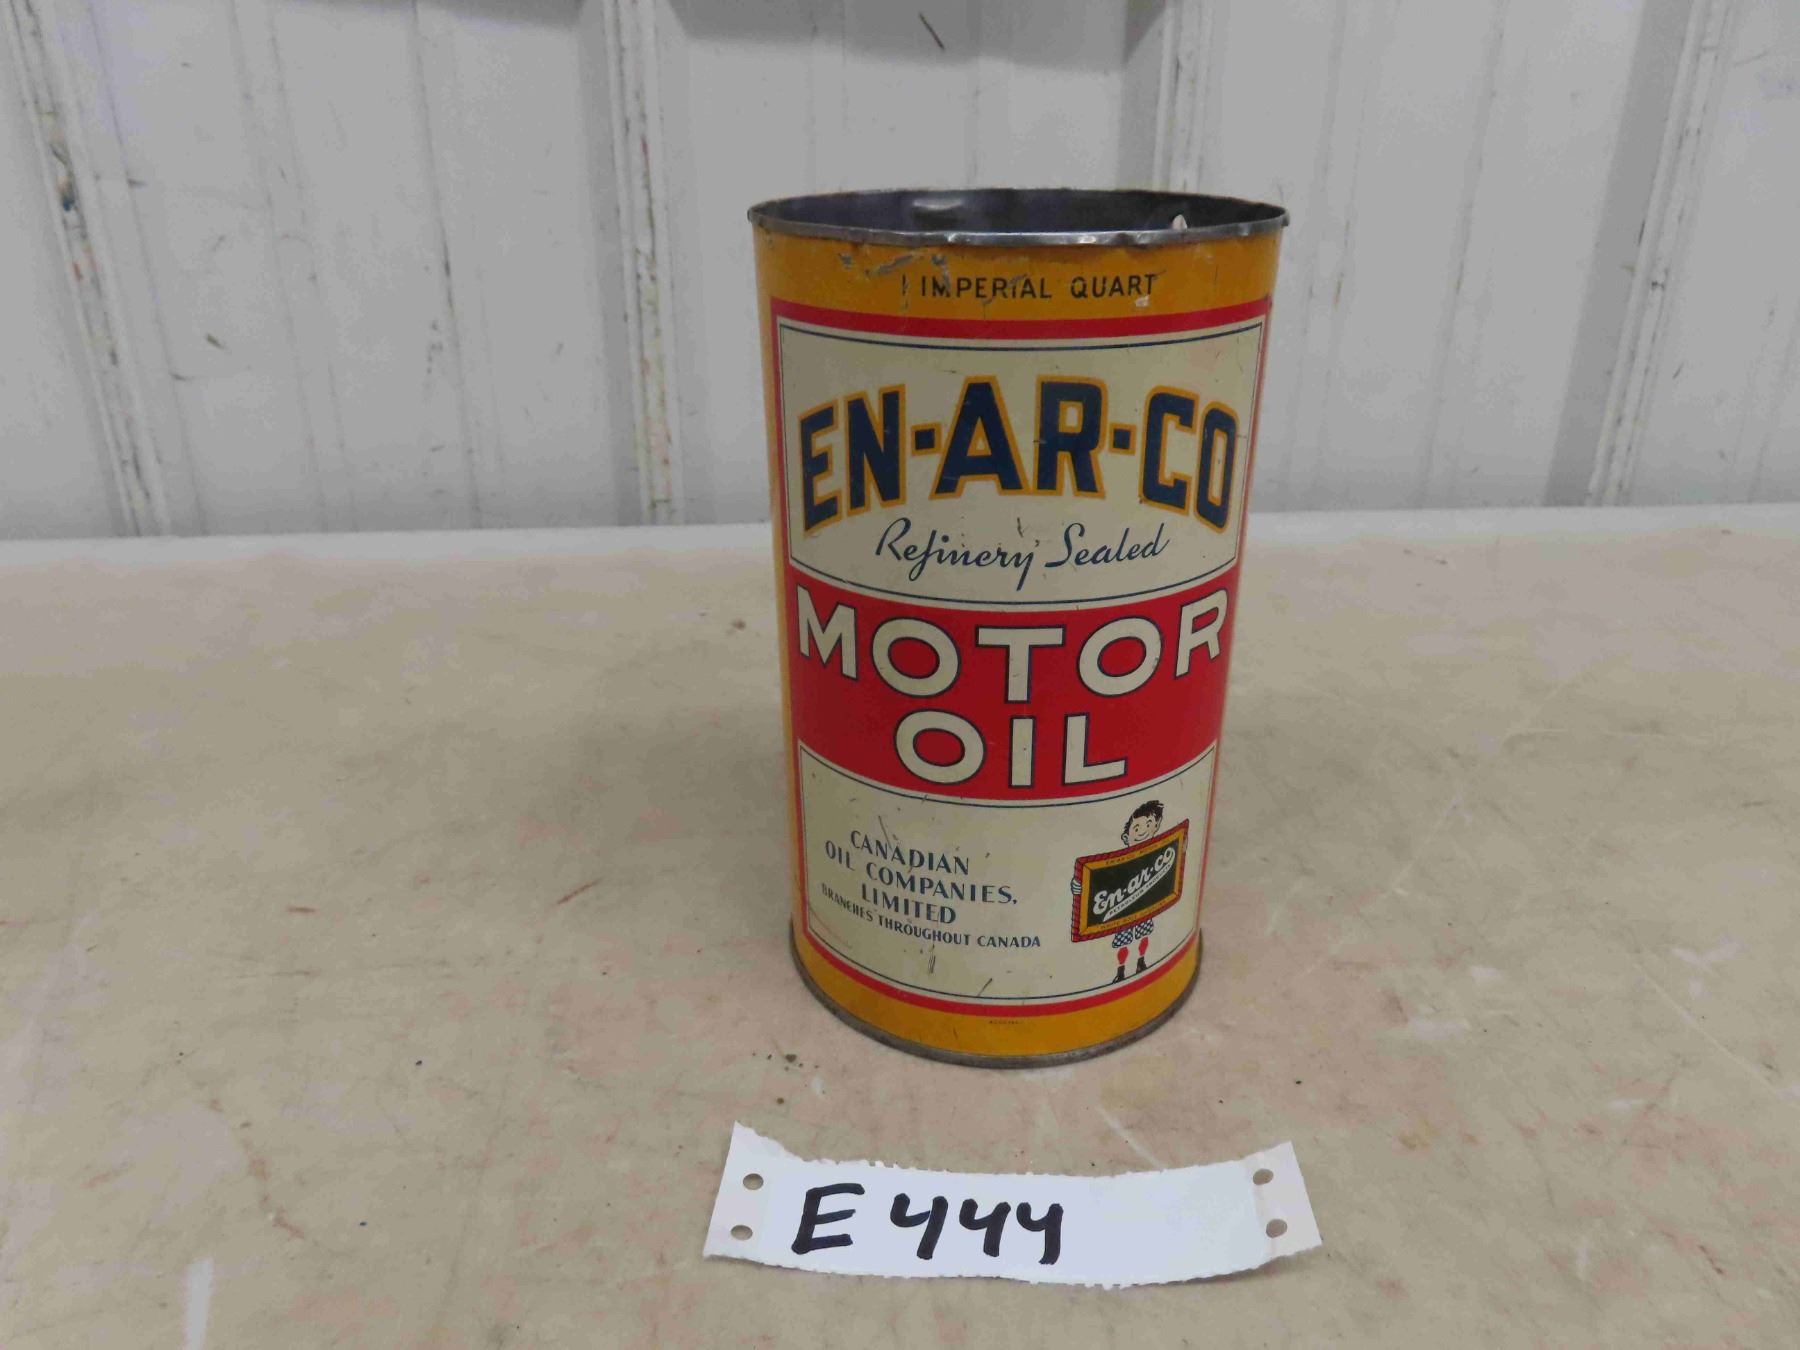 1 IMPERIAL QUART
EN-AR-CO
Refinery Sealed
MOTOR
OIL
CANADIAN
OIL COMPANIES,
LIMITED
BRANCHES THROUGHOUT CANADA
En-ar-co
E444